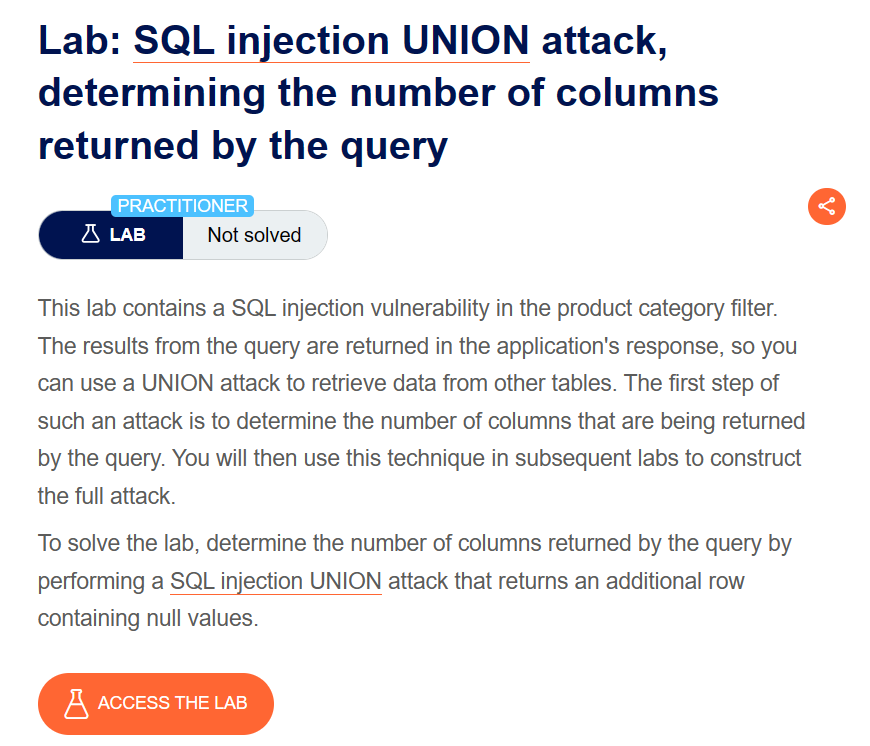 Lab: SQL injection UNION attack,
determining the number of columns
returned by the query
PRACTITIONER
LAB
Not solved
This lab contains a SQL injection vulnerability in the product category filter.
The results from the query are returned in the application's response, so you
can use a UNION attack to retrieve data from other tables. The first step of
such an attack is to determine the number of columns that are being returned
by the query. You will then use this technique in subsequent labs to construct
the full attack.
To solve the lab, determine the number of columns returned by the query by
performing a SQL injection UNION attack that returns an additional row
containing null values.
ACCESS THE LAB